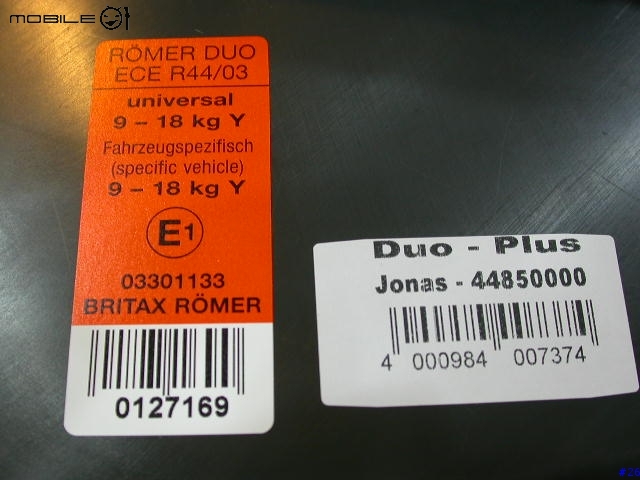 MOBILE
RÖMER DUO
ECE R44/03
universal
9 – 18 kg Y
Fahrzeugspezifisch
(specific vehicle)
9 – 18 kg Y
E1
03301133
BRITAX RÖMER
0127169
Duo - Plus
Jonas - 44850000
4 000984 007374